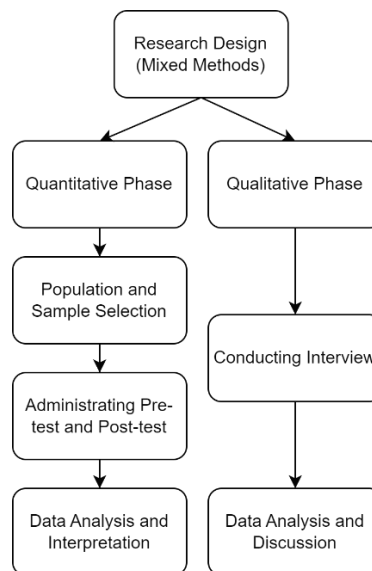 Research Design
(Mixed Methods)
Quantitative Phase
Qualitative Phase
Population and
Sample Selection
Conducting Interview
Administrating Pre-
test and Post-test
Data Analysis and
Interpretation
Data Analysis and
Discussion